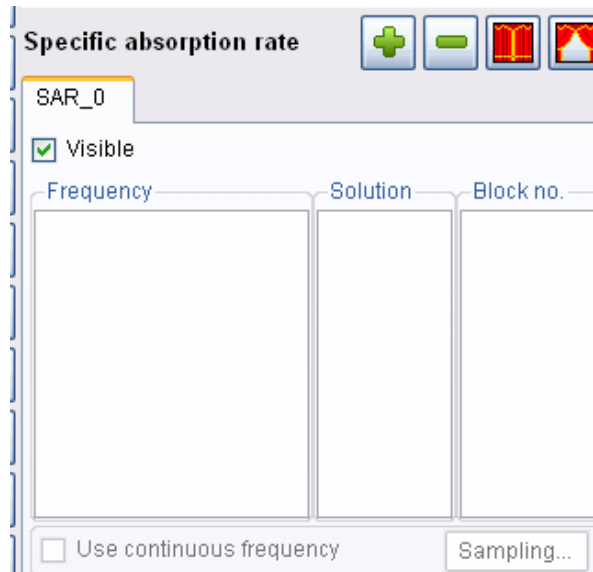 Specific absorption rate
SAR_0
Visible
Frequency Solution Block no.
Use continuous frequency Sampling...